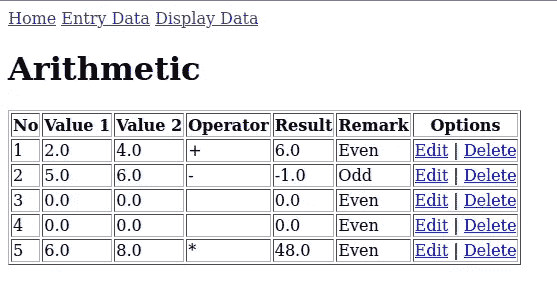 Home Entry Data Display Data
Arithmetic
No Value 1 Value 2 Operator Result Remark Options
1 2.0 4.0 + 6.0 Even Edit | Delete
2 5.0 6.0 - -1.0 Odd Edit | Delete
3 0.0 0.0 0.0 Even Edit | Delete
4 0.0 0.0 0.0 Even Edit | Delete
5 6.0 8.0 * 48.0 Even Edit | Delete